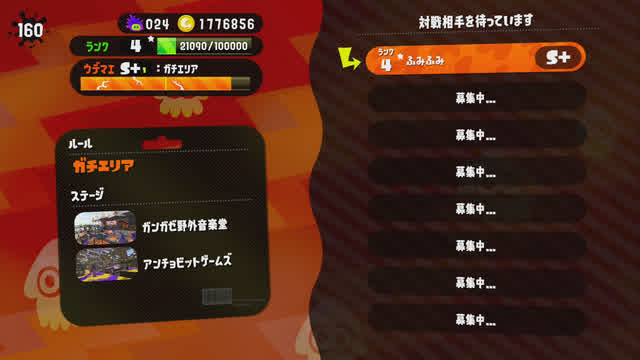 160
024
1776856
ランク 4 21090/100000
ウデマエ S+ 1 : ガチエリア
ルール
ガチエリア
ステージ
ガンガゼ野外音楽堂
アンチョビットゲームズ
対戦相手を待っています
ランク 4 ふみふみ S+
募集中...
募集中...
募集中...
募集中...
募集中...
募集中...
募集中...